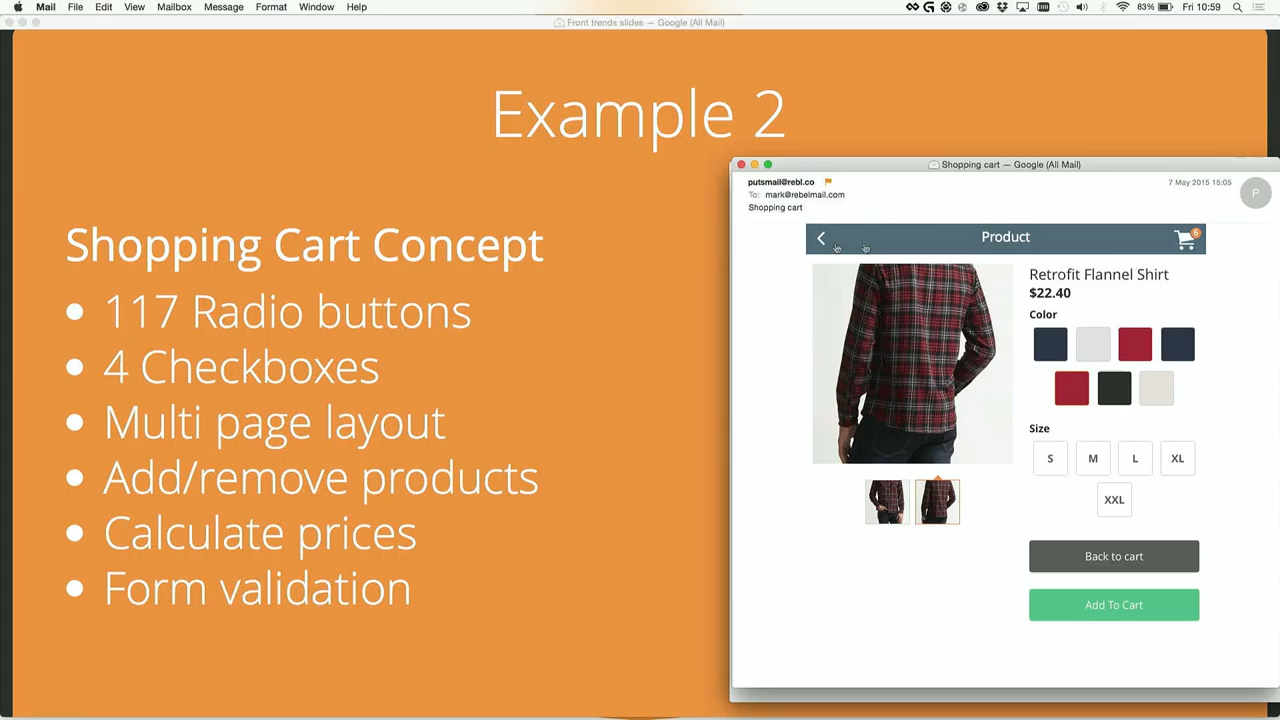 Mail File Edit View Mailbox Message Format Window Help 83% Fri 10:59
Front trends slides — Google (All Mail)
Example 2
Shopping Cart Concept
117 Radio buttons
4 Checkboxes
Multi page layout
Add/remove products
Calculate prices
Form validation
Shopping cart — Google (All Mail)
putsmail@rebl.co 7 May 2015 15:05
To: mark@rebelmail.com
Shopping cart
P
Product
6
Retrofit Flannel Shirt
$22.40
Color
Size
S M L XL
XXL
Back to cart
Add To Cart